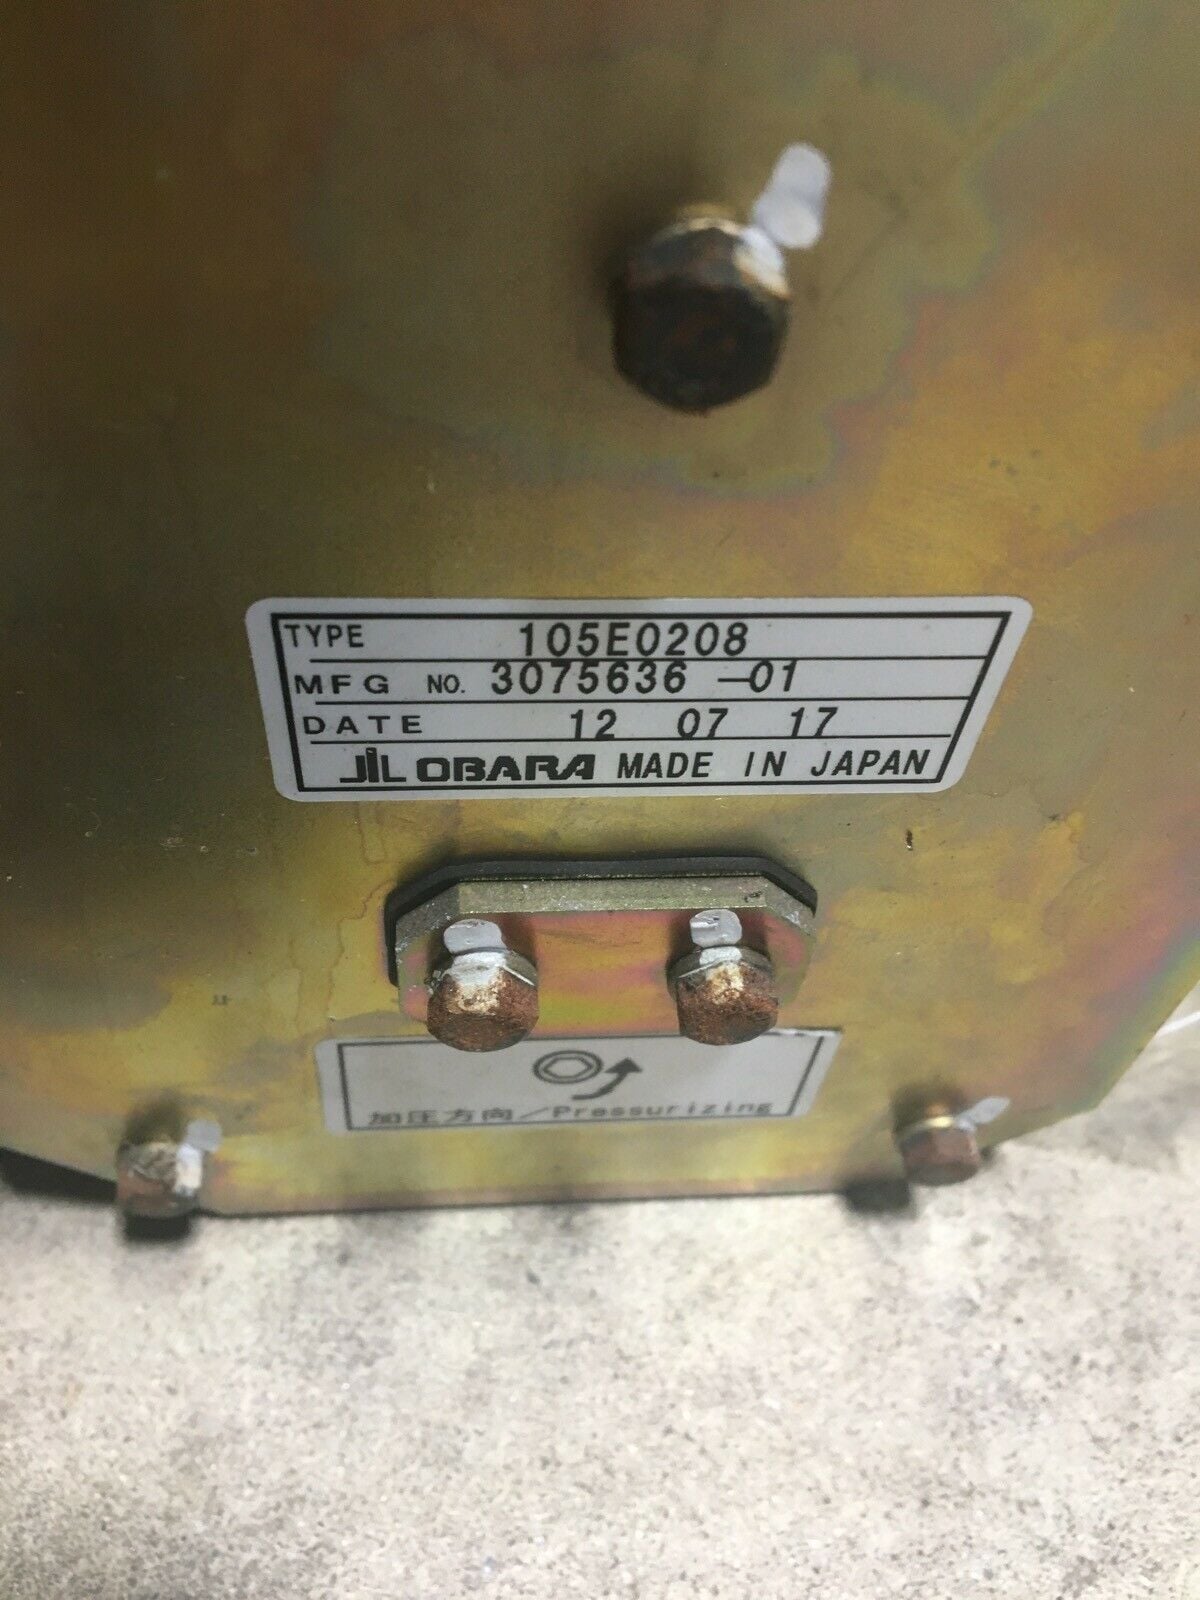 TYPE 105E0208
MFG NO. 3075636 -01
DATE 12 07 17
OBARA MADE IN JAPAN
加圧方向/Pressurizing